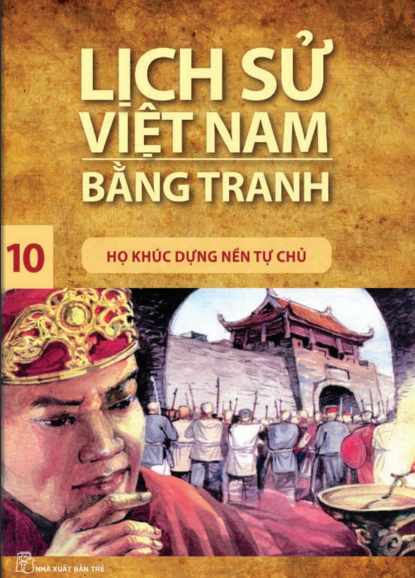 LỊCH SỬ
VIỆT NAM
BẰNG TRANH
10
HỌ KHÚC DỰNG NỀN TỰ CHỦ
NHÀ XUẤT BẢN TRẺ